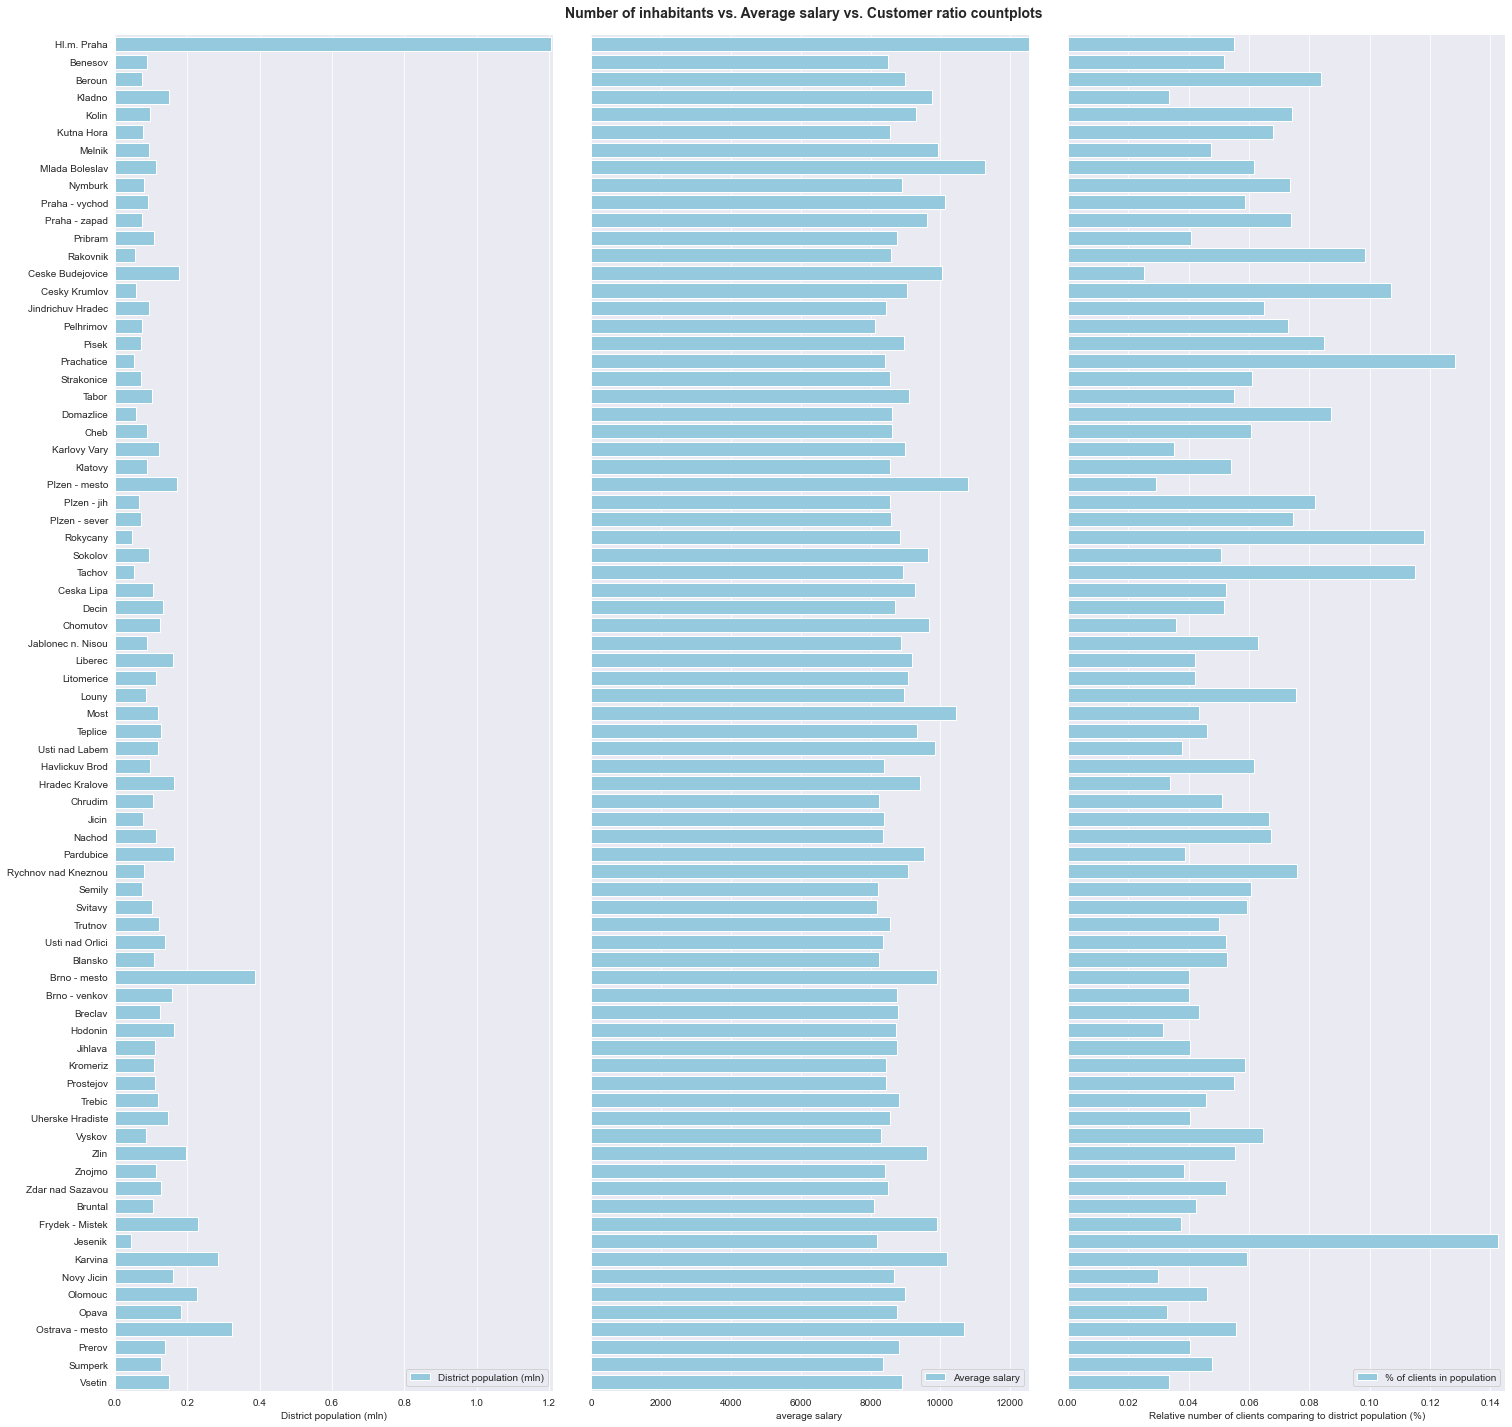 Number of inhabitants vs. Average salary vs. Customer ratio countplots
Hl.m. Praha
Benesov
Beroun
Kladno
Kolin
Kutna Hora
Melnik
Mlada Boleslav
Nymburk
Praha - vychod
Praha - zapad
Pribram
Rakovnik
Ceske Budejovice
Cesky Krumlov
Jindrichuv Hradec
Pelhrimov
Pisek
Prachatice
Strakonice
Tabor
Domazlice
Cheb
Karlovy Vary
Klatovy
Plzen - mesto
Plzen - jih
Plzen - sever
Rokycany
Sokolov
Tachov
Ceska Lipa
Decin
Chomutov
Jablonec n. Nisou
Liberec
Litomerice
Louny
Most
Teplice
Usti nad Labem
Havlickuv Brod
Hradec Kralove
Chrudim
Jicin
Nachod
Pardubice
Rychnov nad Kneznou
Semily
Svitavy
Trutnov
Usti nad Orlici
Blansko
Brno - mesto
Brno - venkov
Breclav
Hodonin
Jihlava
Kromeriz
Prostejov
Trebic
Uherske Hradiste
Vyskov
Zlin
Znojmo
Zdar nad Sazavou
Bruntal
Frydek - Mistek
Jesenik
Karvina
Novy Jicin
Olomouc
Opava
Ostrava - mesto
Prerov
Sumperk
Vsetin
District population (mln)
0.0 0.2 0.4 0.6 0.8 1.0 1.2
District population (mln)
Average salary
0 2000 4000 6000 8000 10000 12000
average salary
% of clients in population
0.00 0.02 0.04 0.06 0.08 0.10 0.12 0.14
Relative number of clients comparing to district population (%)